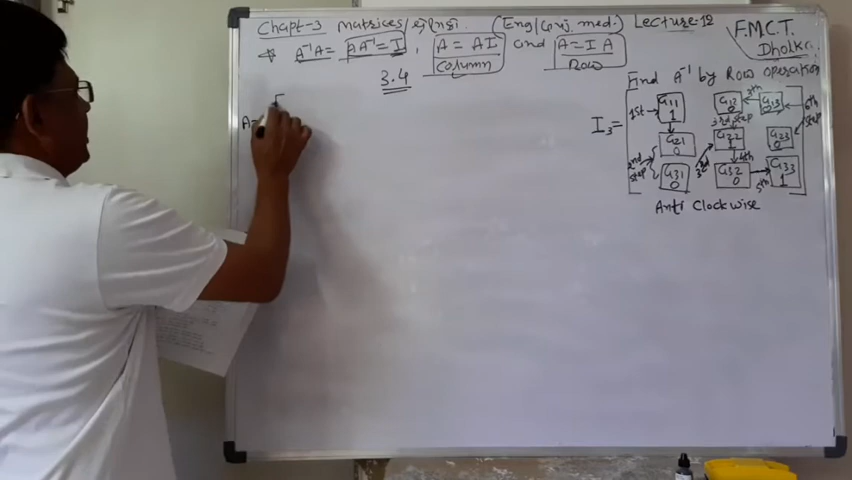 Chapt-3 Matrices/શ્રેણિક. (Eng/Guj. med.) Lecture-12
F.M.C.T.
Dholka.
A⁻¹A = AA⁻¹ = I, A = AI and A = I A
Column Row
3.4
Find A⁻¹ by Row operation
A=[
I₃=
1st → a11 1 a12 0 7th a13 0
3rd step 6th step
a21 0 a22 1 a23 0
2nd step 3rd 4th
a31 0 a32 0 5th a33 1
Anti Clockwise